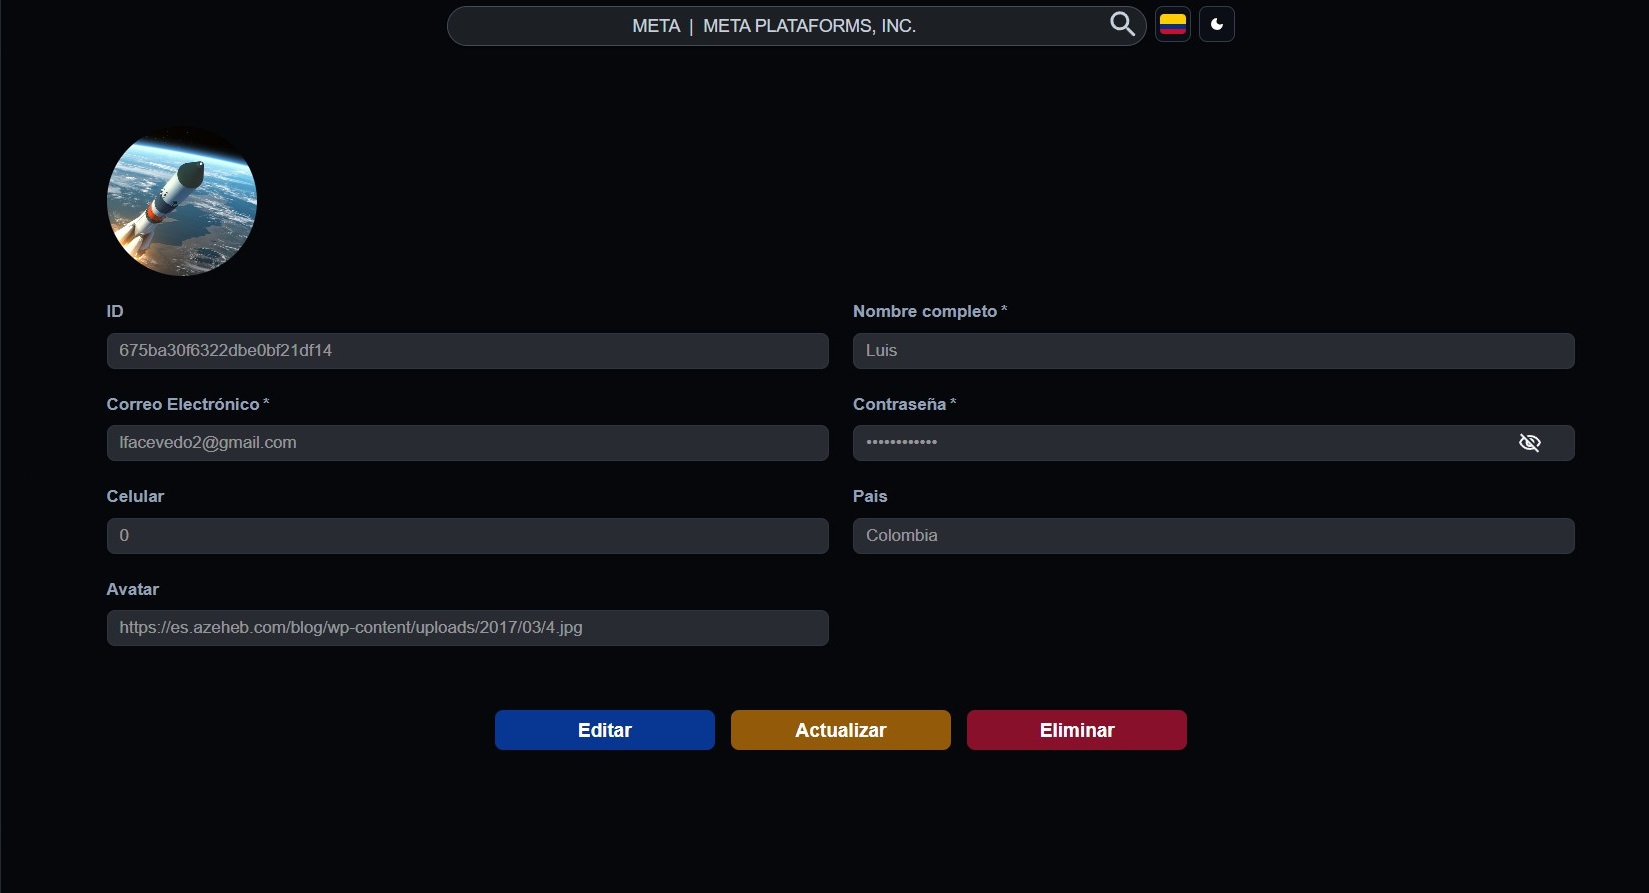 META | META PLATAFORMS, INC.
ID
Nombre completo *
675ba30f6322dbe0bf21df14
Luis
Correo Electrónico *
Contraseña *
lfacevedo2@gmail.com
••••••••••••
Celular
Pais
0
Colombia
Avatar
https://es.azeheb.com/blog/wp-content/uploads/2017/03/4.jpg
Editar
Actualizar
Eliminar